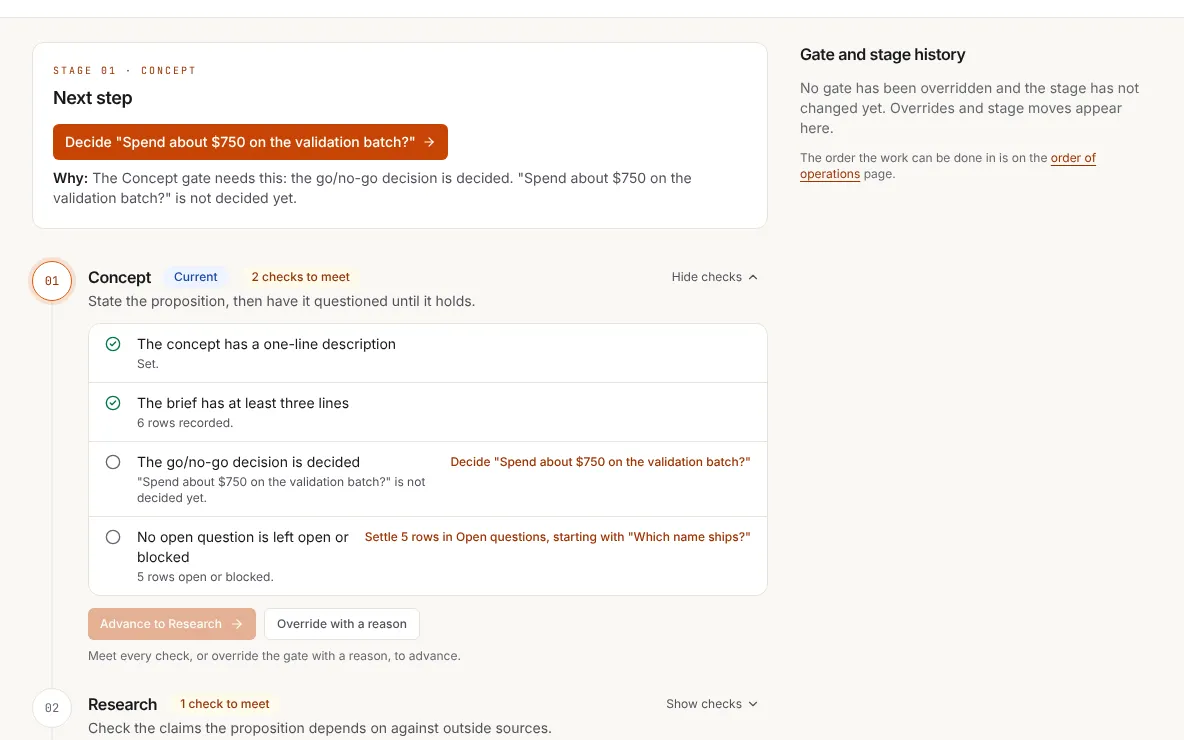 STAGE 01 · CONCEPT
Next step
Decide "Spend about $750 on the validation batch?" →
Why: The Concept gate needs this: the go/no-go decision is decided. "Spend about $750 on the
validation batch?" is not decided yet.
Gate and stage history
No gate has been overridden and the stage has not
changed yet. Overrides and stage moves appear
here.
The order the work can be done in is on the order of
operations page.
01
Concept
Current
2 checks to meet
Hide checks
State the proposition, then have it questioned until it holds.
The concept has a one-line description
Set.
The brief has at least three lines
6 rows recorded.
The go/no-go decision is decided
Decide "Spend about $750 on the validation batch?"
"Spend about $750 on the validation batch?" is not
decided yet.
No open question is left open or
blocked
Settle 5 rows in Open questions, starting with "Which name ships?"
5 rows open or blocked.
Advance to Research →
Override with a reason
Meet every check, or override the gate with a reason, to advance.
02
Research
1 check to meet
Show checks
Check the claims the proposition depends on against outside sources.